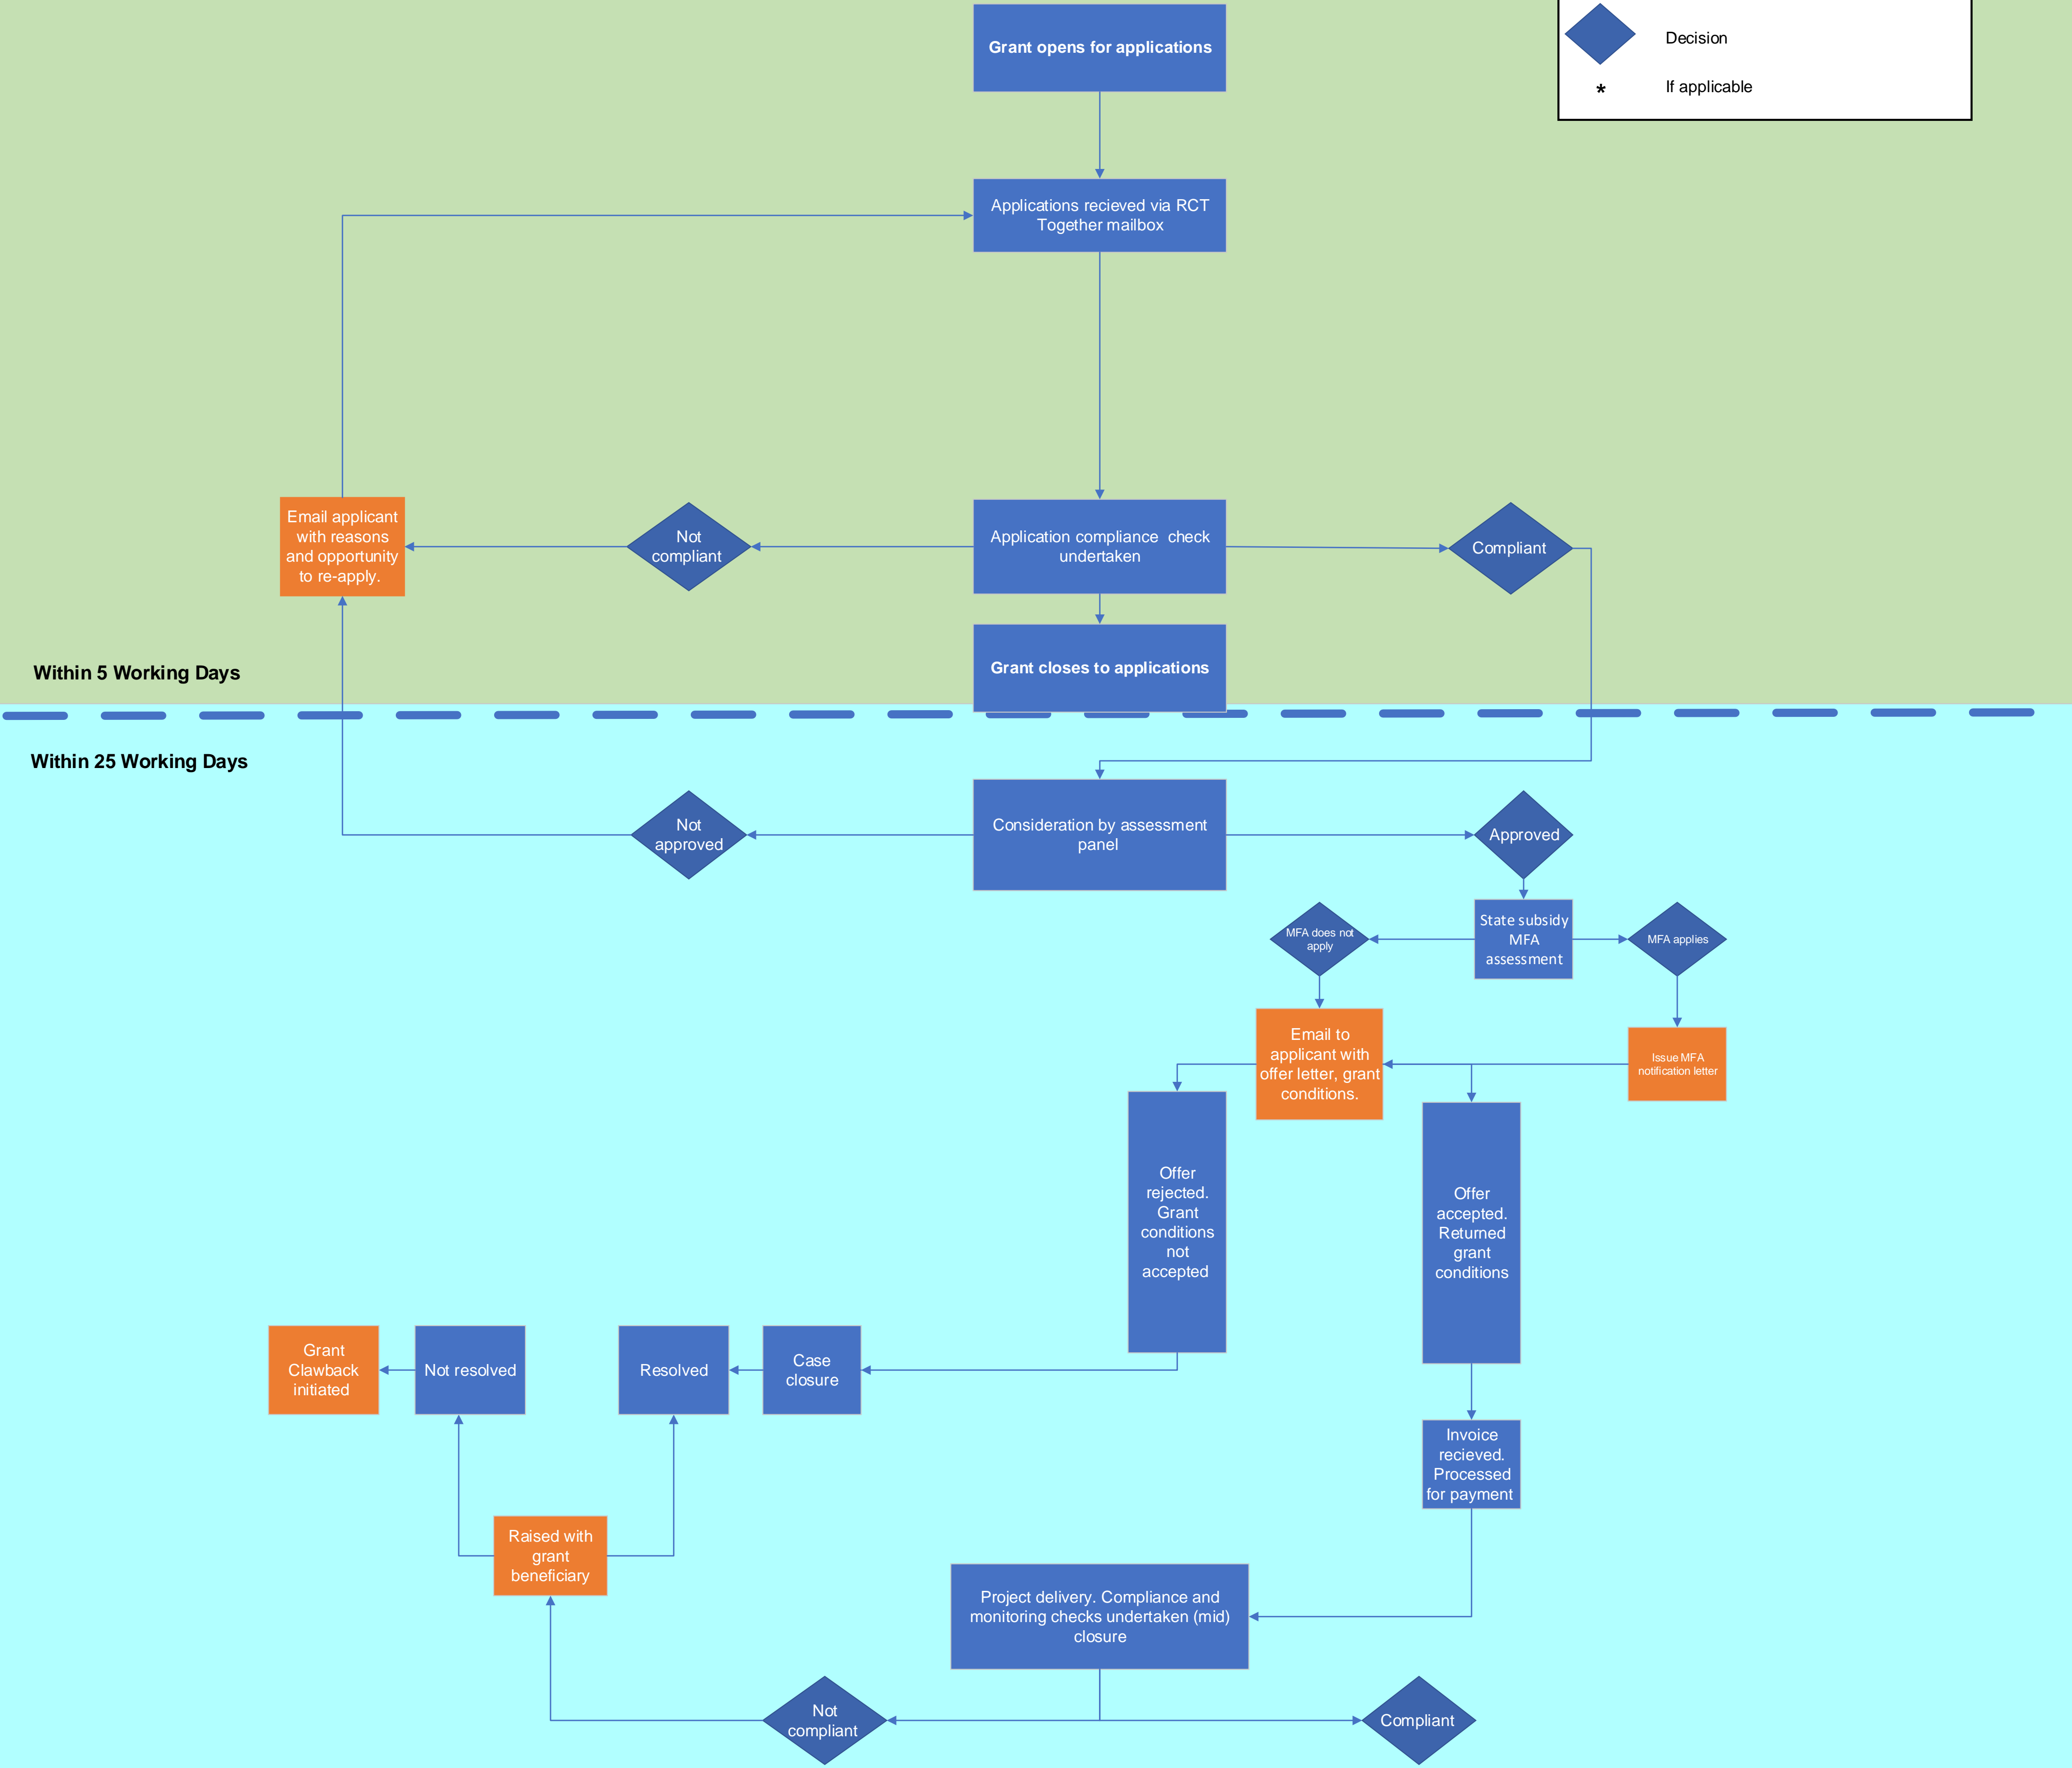 Grant opens for applications
Decision
*
If applicable
Applications recieved via RCT
Together mailbox
Email applicant
with reasons
and opportunity
to re-apply.
Not
compliant
Application compliance check
undertaken
Compliant
Grant closes to applications
Within 5 Working Days
Within 25 Working Days
Not
approved
Consideration by assessment
panel
Approved
MFA does not
apply
State subsidy
MFA
assessment
MFA applies
Email to
applicant with
offer letter, grant
conditions.
Issue MFA
notification letter
Offer
rejected.
Grant
conditions
not
accepted
Offer
accepted.
Returned
grant
conditions
Grant
Clawback
initiated
Not resolved
Resolved
Case
closure
Invoice
recieved.
Processed
for payment
Raised with
grant
beneficiary
Project delivery. Compliance and
monitoring checks undertaken (mid)
closure
Not
compliant
Compliant